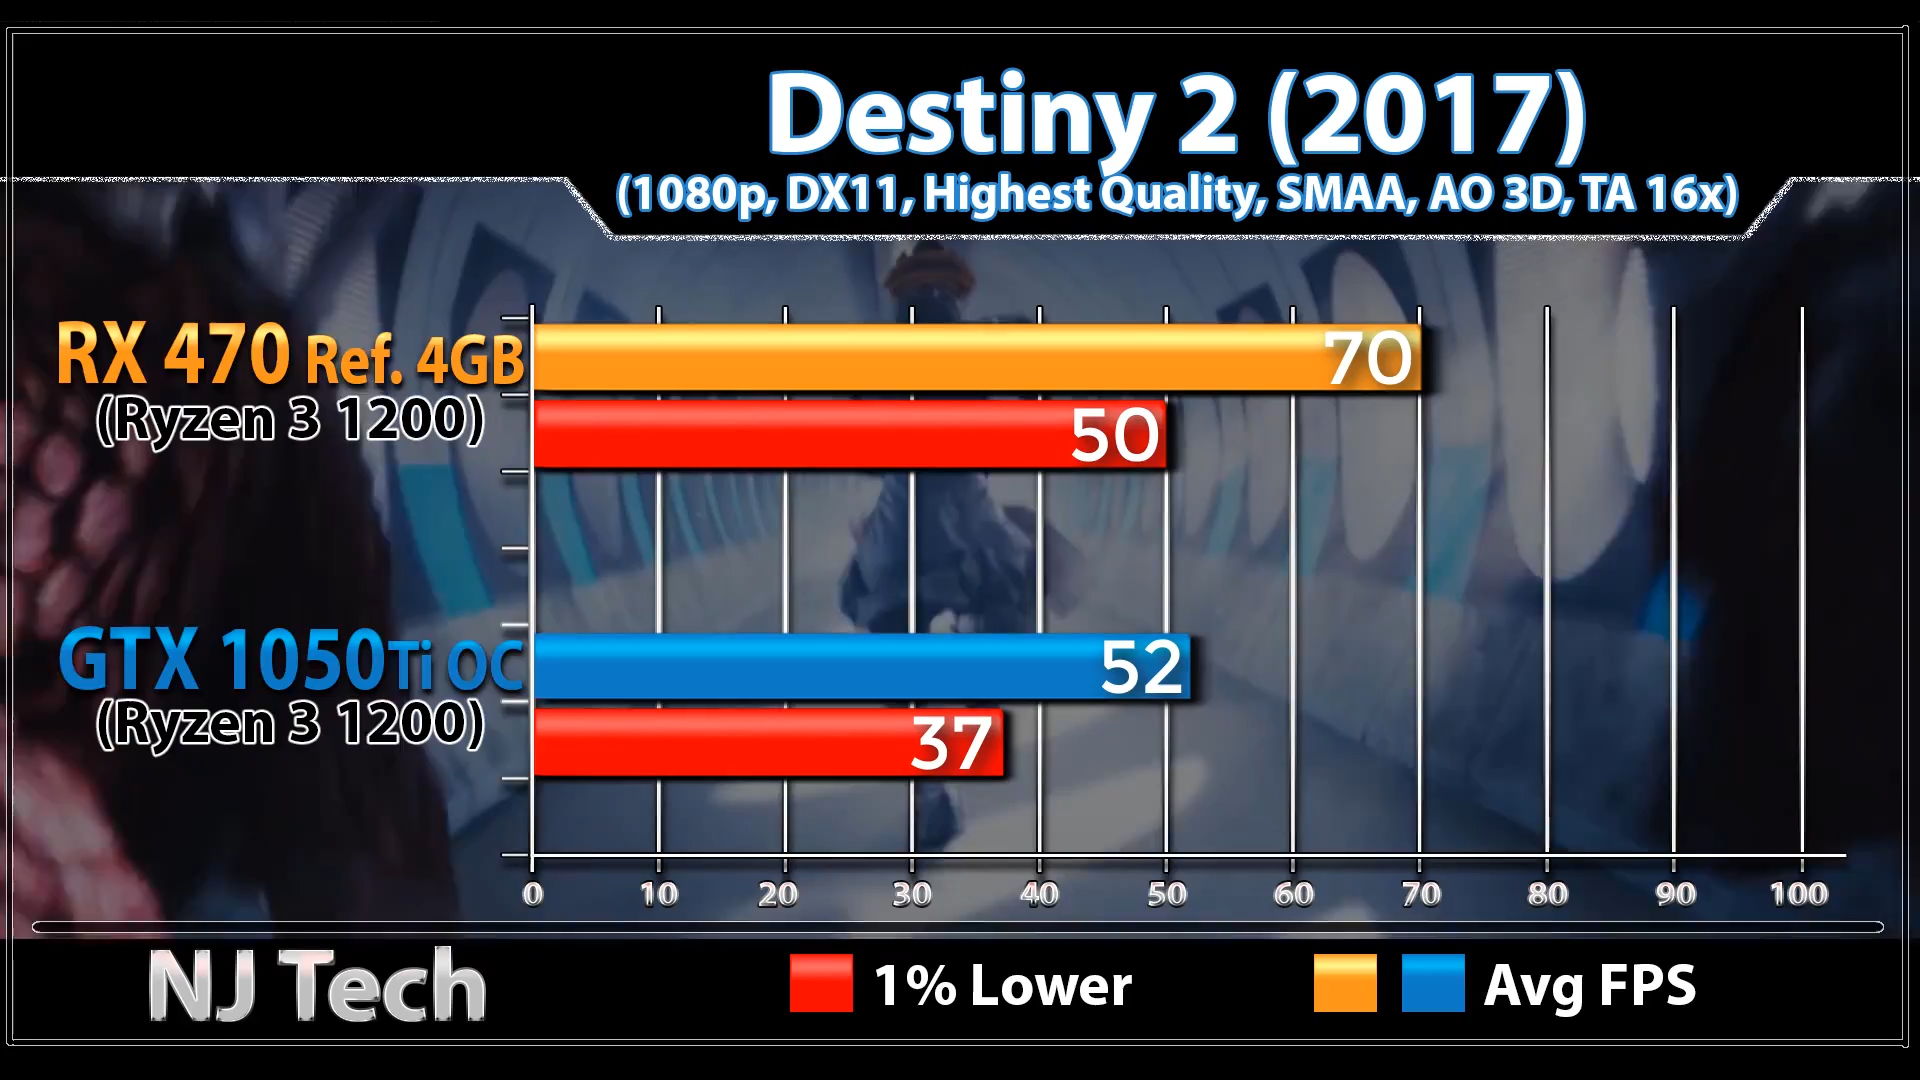 Destiny 2 (2017)
(1080p, DX11, Highest Quality, SMAA, AO 3D, TA 16x)
RX 470 Ref. 4GB
(Ryzen 3 1200)
70
50
GTX 1050Ti OC
(Ryzen 3 1200)
52
37
0 10 20 30 40 50 60 70 80 90 100
NJ Tech
1% Lower
Avg FPS